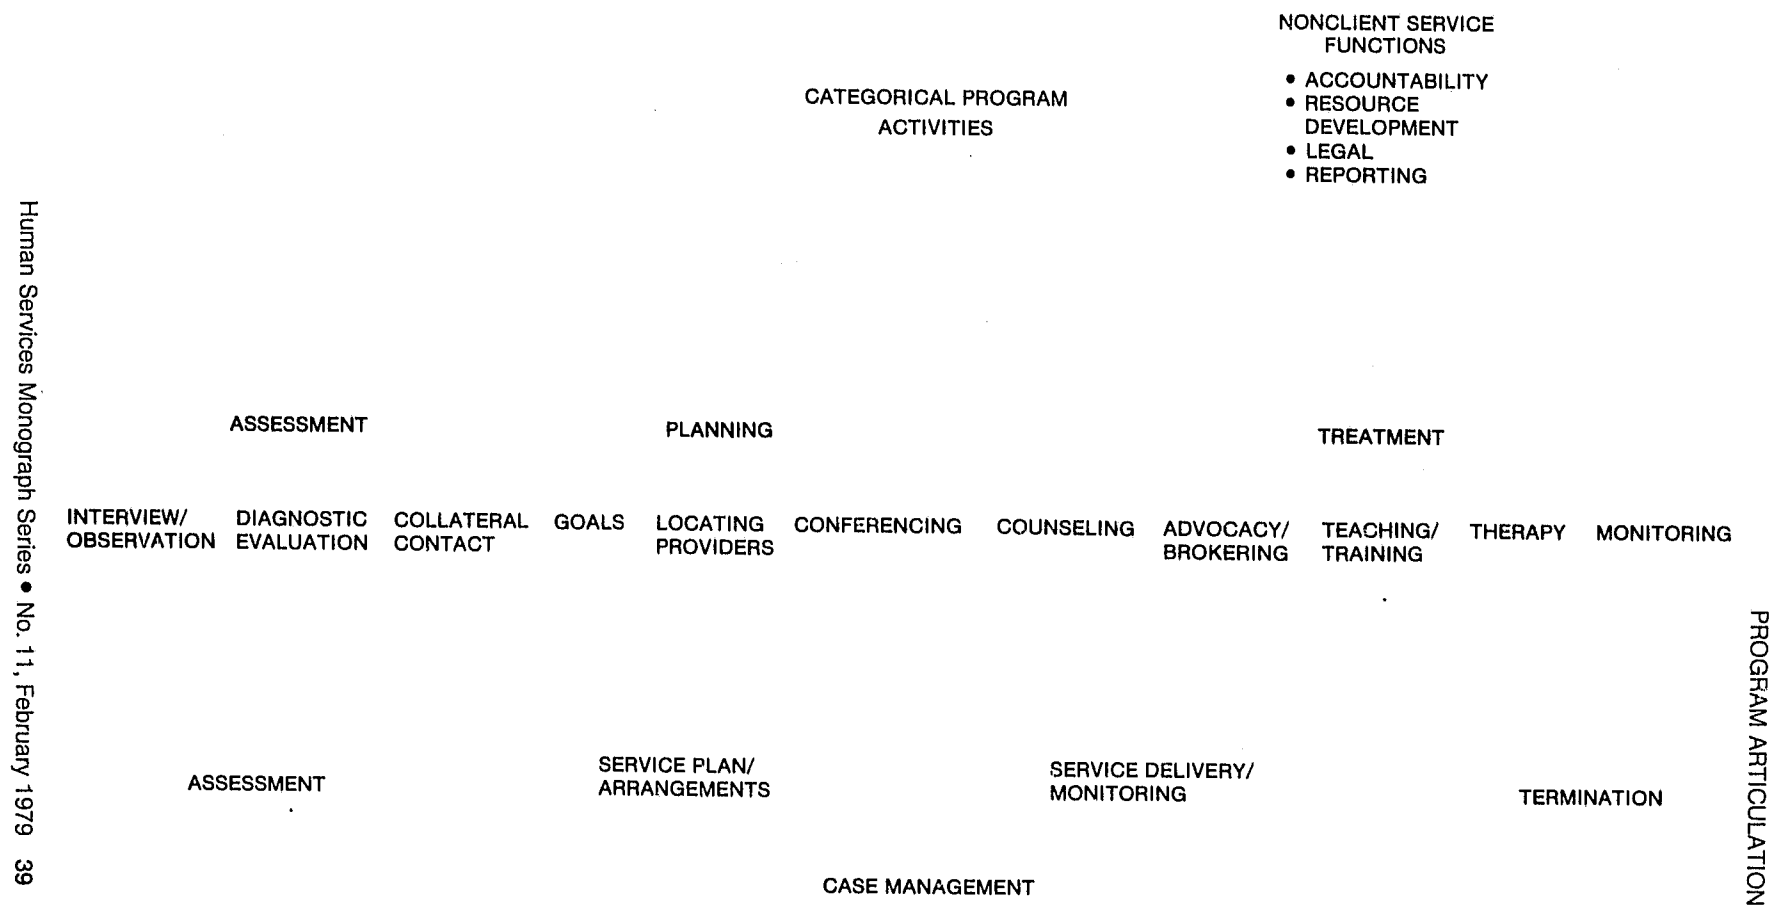 NONCLIENT SERVICE
FUNCTIONS
• ACCOUNTABILITY
• RESOURCE
DEVELOPMENT
• LEGAL
• REPORTING
CATEGORICAL PROGRAM
ACTIVITIES
ASSESSMENT
PLANNING
TREATMENT
INTERVIEW/
OBSERVATION
DIAGNOSTIC
EVALUATION
COLLATERAL
CONTACT
GOALS
LOCATING
PROVIDERS
CONFERENCING
COUNSELING
ADVOCACY/
BROKERING
TEACHING/
TRAINING
THERAPY
MONITORING
ASSESSMENT
SERVICE PLAN/
ARRANGEMENTS
SERVICE DELIVERY/
MONITORING
TERMINATION
CASE MANAGEMENT
PROGRAM ARTICULATION
Human Services Monograph Series • No. 11, February 1979 39